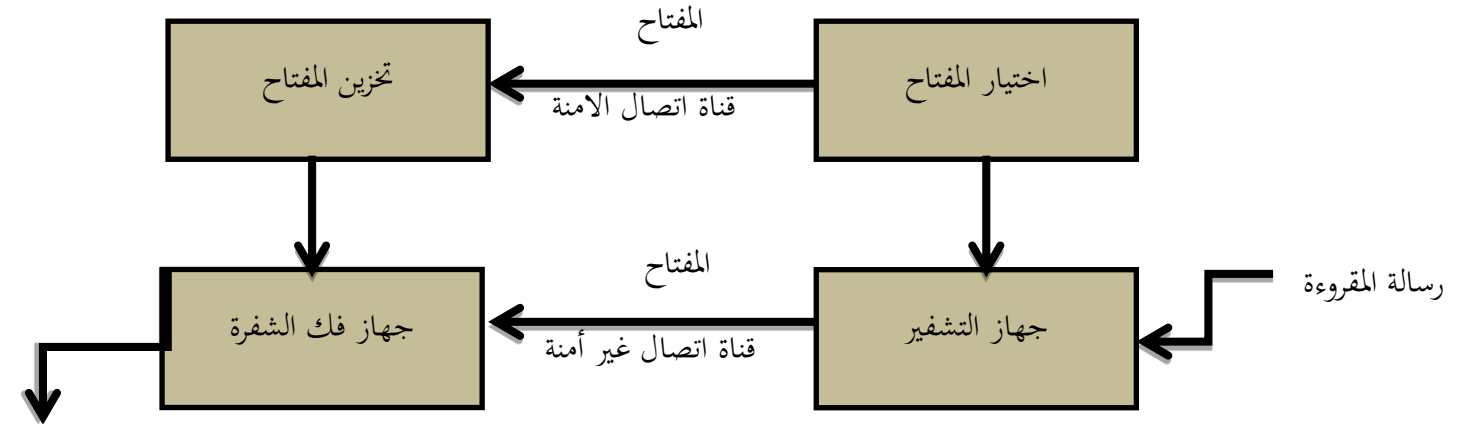 المفتاح
اختيار المفتاح
تخزين المفتاح
قناة اتصال الامنة
المفتاح
رسالة المقروءة
جهاز التشفير
جهاز فك الشفرة
قناة اتصال غير أمنة